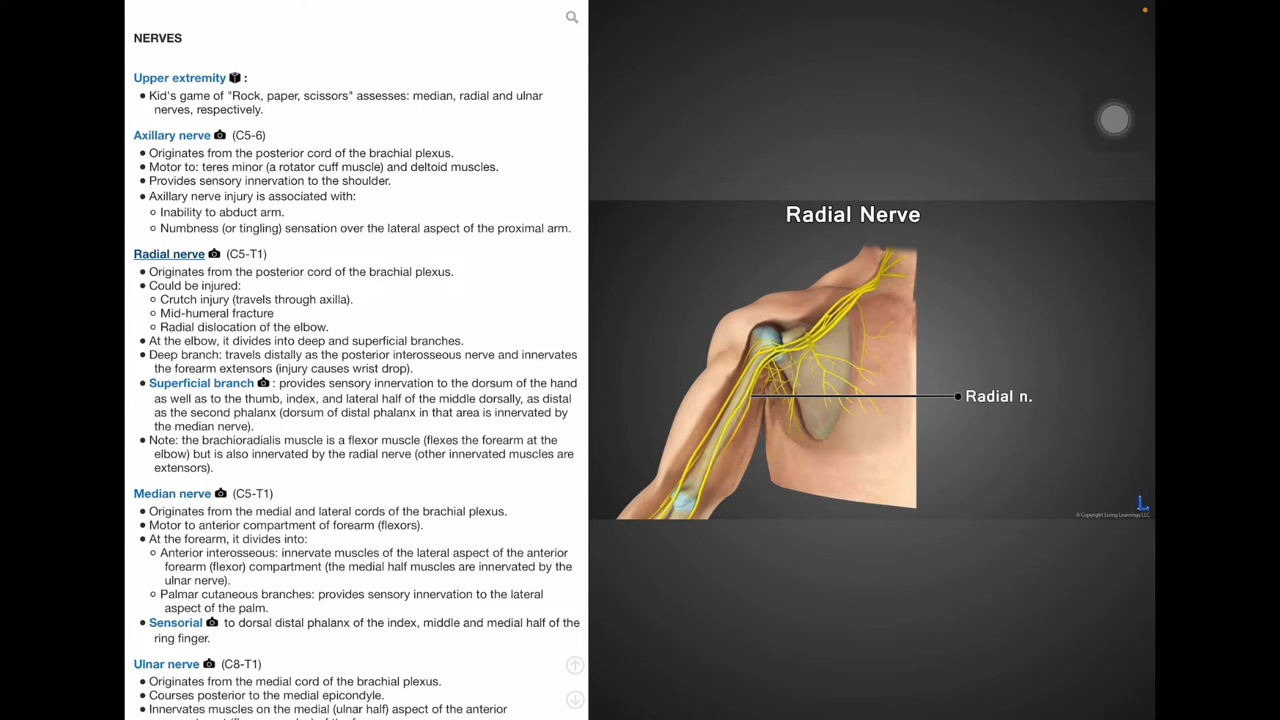 NERVES
Upper extremity :
● Kid's game of "Rock, paper, scissors" assesses: median, radial and ulnar
nerves, respectively.
Axillary nerve (C5-6)
● Originates from the posterior cord of the brachial plexus.
● Motor to: teres minor (a rotator cuff muscle) and deltoid muscles.
● Provides sensory innervation to the shoulder.
● Axillary nerve injury is associated with:
○ Inability to abduct arm.
○ Numbness (or tingling) sensation over the lateral aspect of the proximal arm.
Radial nerve (C5-T1)
● Originates from the posterior cord of the brachial plexus.
● Could be injured:
○ Crutch injury (travels through axilla).
○ Mid-humeral fracture
○ Radial dislocation of the elbow.
● At the elbow, it divides into deep and superficial branches.
● Deep branch: travels distally as the posterior interosseous nerve and innervates
the forearm extensors (injury causes wrist drop).
● Superficial branch : provides sensory innervation to the dorsum of the hand
as well as to the thumb, index, and lateral half of the middle dorsally, as distal
as the second phalanx (dorsum of distal phalanx in that area is innervated by
the median nerve).
● Note: the brachioradialis muscle is a flexor muscle (flexes the forearm at the
elbow) but is also innervated by the radial nerve (other innervated muscles are
extensors).
Median nerve (C5-T1)
● Originates from the medial and lateral cords of the brachial plexus.
● Motor to anterior compartment of forearm (flexors).
● At the forearm, it divides into:
○ Anterior interosseous: innervate muscles of the lateral aspect of the anterior
forearm (flexor) compartment (the medial half muscles are innervated by the
ulnar nerve).
○ Palmar cutaneous branches: provides sensory innervation to the lateral
aspect of the palm.
● Sensorial to dorsal distal phalanx of the index, middle and medial half of the
ring finger.
Ulnar nerve (C8-T1)
● Originates from the medial cord of the brachial plexus.
● Courses posterior to the medial epicondyle.
● Innervates muscles on the medial (ulnar half) aspect of the anterior
Radial Nerve
Radial n.
L
© Copyright Living Learnings LLC.